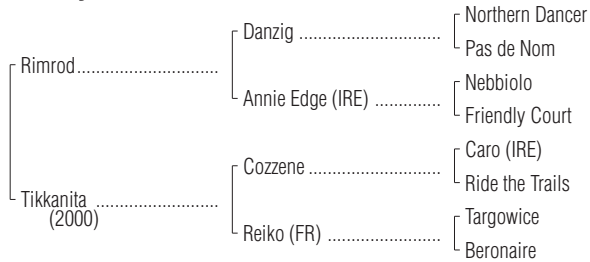 Northern Dancer
Danzig
Pas de Nom
Rimrod
Nebbiolo
Annie Edge (IRE)
Friendly Court
Caro (IRE)
Cozzene
Ride the Trails
Tikkanita
(2000)
Targowice
Reiko (FR)
Beronaire